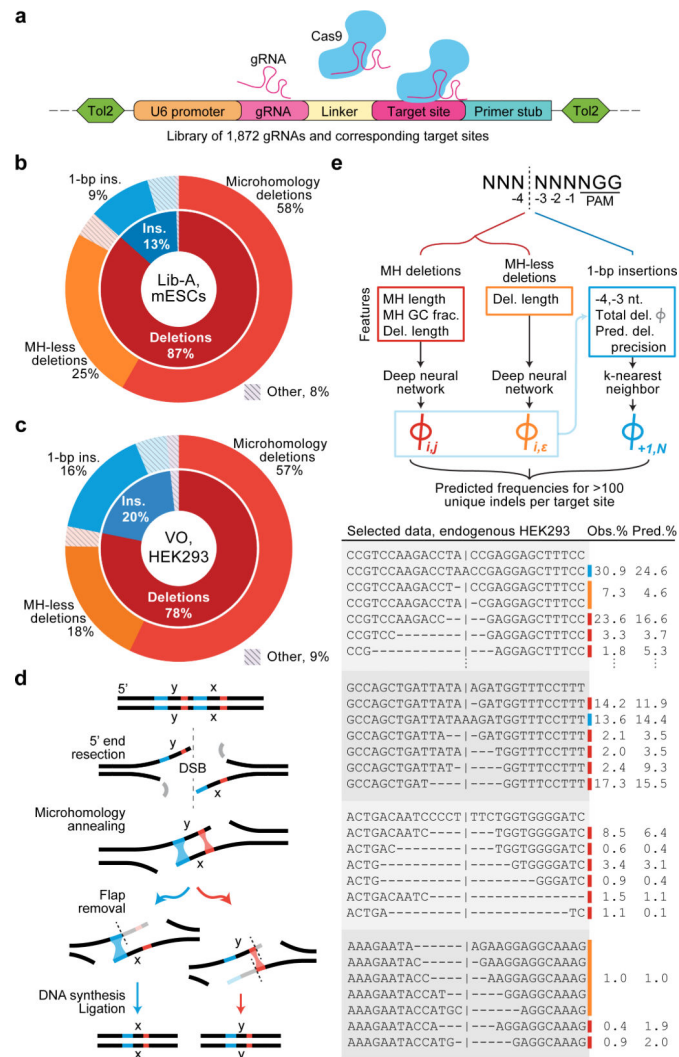 a
Cas9
gRNA
Tol2 U6 promoter gRNA Linker Target site Primer stub Tol2
Library of 1,872 gRNAs and corresponding target sites
b
1-bp ins.
9%
Microhomology
deletions
58%
Ins.
13%
Lib-A,
mESCs
Deletions
87%
MH-less
deletions
25%
Other, 8%
c
1-bp ins.
16%
Microhomology
deletions
57%
Ins.
20%
VO,
HEK293
Deletions
78%
MH-less
deletions
18%
Other, 9%
d
5'
y x
5' end
resection
y
DSB
x
Microhomology
annealing
y
x
Flap
removal
x
y
DNA synthesis
Ligation
x y
e
NNN NNNNNGG
-4 -3 -2 -1 PAM
MH deletions
MH-less
deletions
1-bp insertions
Features
MH length
MH GC frac.
Del. length
Del. length
-4,-3 nt.
Total del. ϕ
Pred. del.
precision
Deep neural
network
Deep neural
network
k-nearest
neighbor
ϕ i,j
ϕ i,ε
ϕ +1,N
Predicted frequencies for >100
unique indels per target site
Selected data, endogenous HEK293 Obs.% Pred.%
CCGTCCAAGACCTA|CCGAGGAGCTTTCC
CCGTCCAAGACCTAACCGAGGAGCTTTCC 30.9 24.6
CCGTCCAAGACCT-|CCGAGGAGCTTTCC
7.3 4.6
CCGTCCAAGACCTA|-CGAGGAGCTTTCC
CCGTCCAAGACC--|-GAGGAGCTTTCC 23.6 16.6
CCGTCC--------|---GAGGAGCTTTCC 3.3 3.7
CCG-----------|---GAGGAGCTTTCC 1.8 5.3
GCCAGCTGATTATA|AGATGGTTTCCTTT
GCCAGCTGATTATA|----GGTTTCCTTT 14.2 11.9
GCCAGCTGATTATAAAGATGGTTTCCTTT 13.6 14.4
GCCAGCTGATTA--|-GATGGTTTCCTTT 2.1 3.5
GCCAGCTGATTA--|----GGTTTCCTTT 2.0 3.5
GCCAGCTGATTAT-|----GGTTTCCTTT 2.4 9.3
GCCAGCTGAT----|---TGGTTTCCTTT 17.3 15.5
ACTGACAATCCCCT|TTCTGGTGGGGATC
ACTGACAATC----|---TGGTGGGGATC 8.5 6.4
ACTGAC--------|---TGGTGGGGATC 0.6 0.4
ACTG----------|-----GTGGGGATC 3.4 3.1
ACTG----------|--------GGGATC 0.9 0.4
ACTGACAATC----|-------------- 1.5 1.1
ACTGA---------|------------TC 1.1 0.1
AAAGAATA------|AGAAGGAGGCAAAG
AAAGAATAC-----|-GAAGGAGGCAAAG
AAAGAATACC----|--AAGGAGGCAAAG
1.0 1.0
AAAGAATACCAT--|----GGAGGCAAAG
AAAGAATACCATGC|------AGGCAAAG
AAAGAATACCA---|-----GAGGCAAAG 0.4 1.9
AAAGAATACCATG-|-----GAGGCAAAG 0.9 2.0